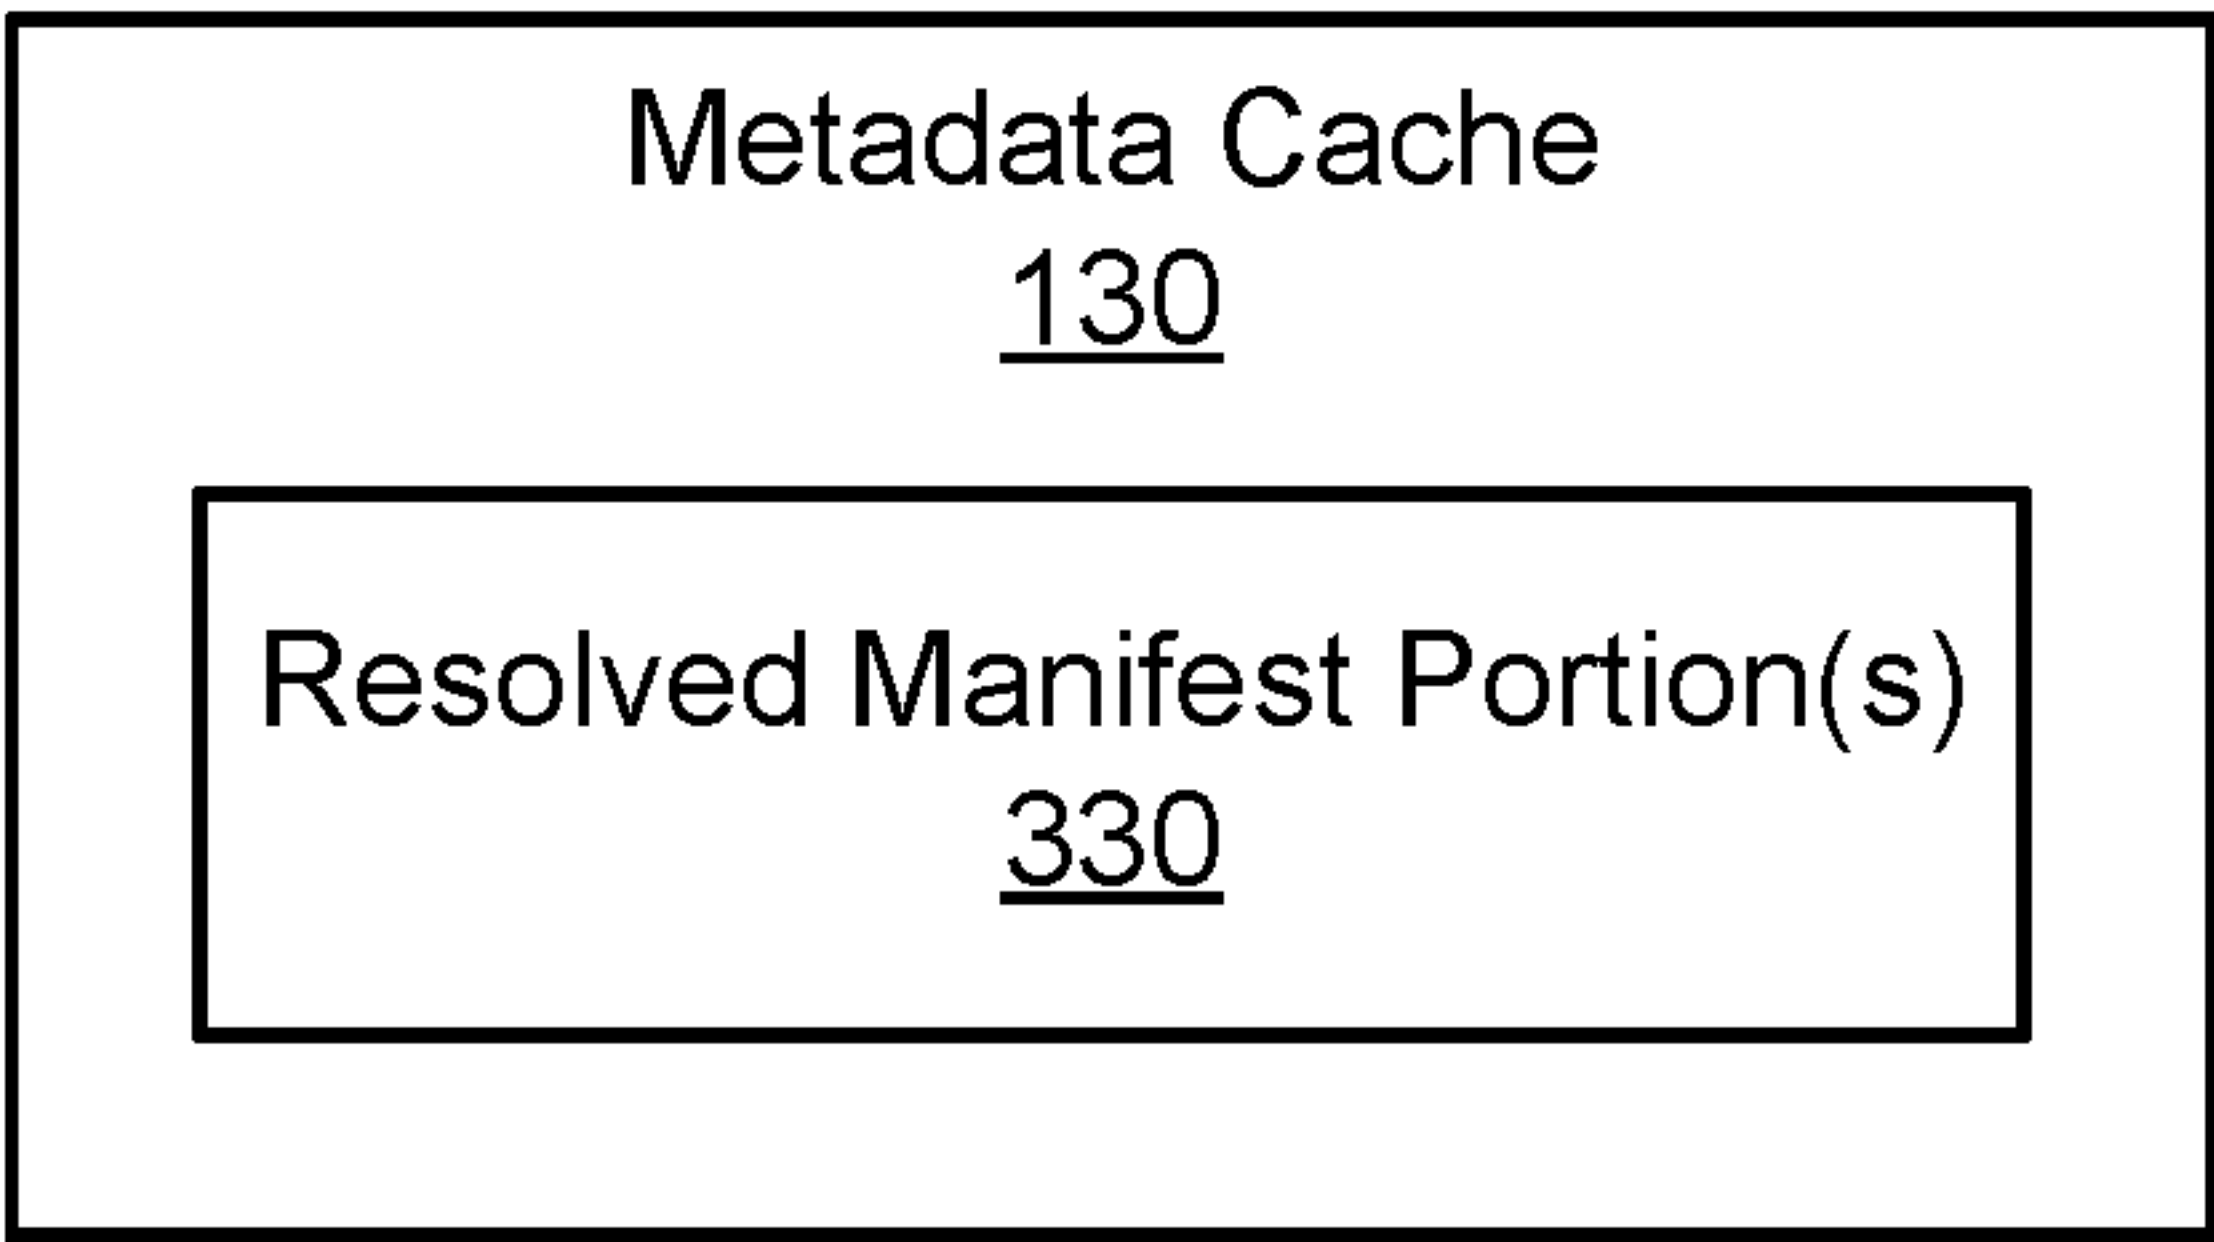 Metadata Cache
130
Resolved Manifest Portion(s)
330